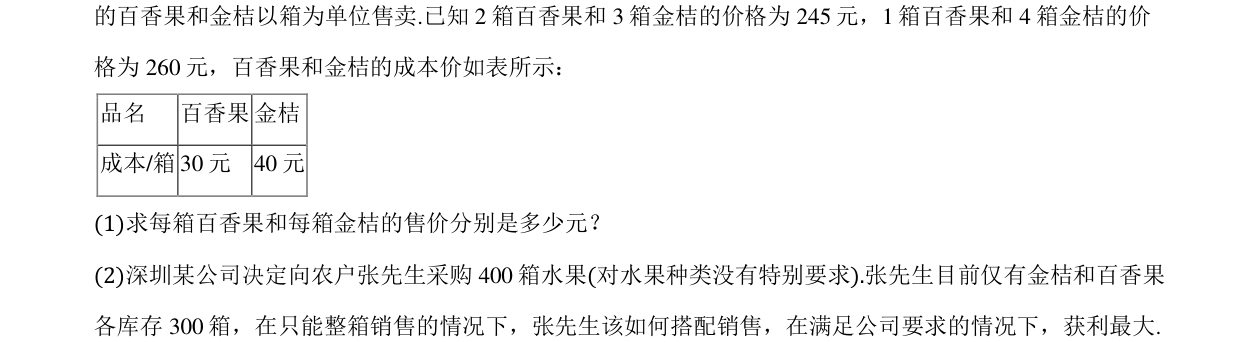 的百香果和金桔以箱为单位售卖.已知 2 箱百香果和 3 箱金桔的价格为 245 元，1 箱百香果和 4 箱金桔的价
格为 260 元，百香果和金桔的成本价如表所示：
品名 百香果 金桔
成本/箱 30 元 40 元
(1)求每箱百香果和每箱金桔的售价分别是多少元？
(2)深圳某公司决定向农户张先生采购 400 箱水果(对水果种类没有特别要求).张先生目前仅有金桔和百香果
各库存 300 箱，在只能整箱销售的情况下，张先生该如何搭配销售，在满足公司要求的情况下，获利最大.